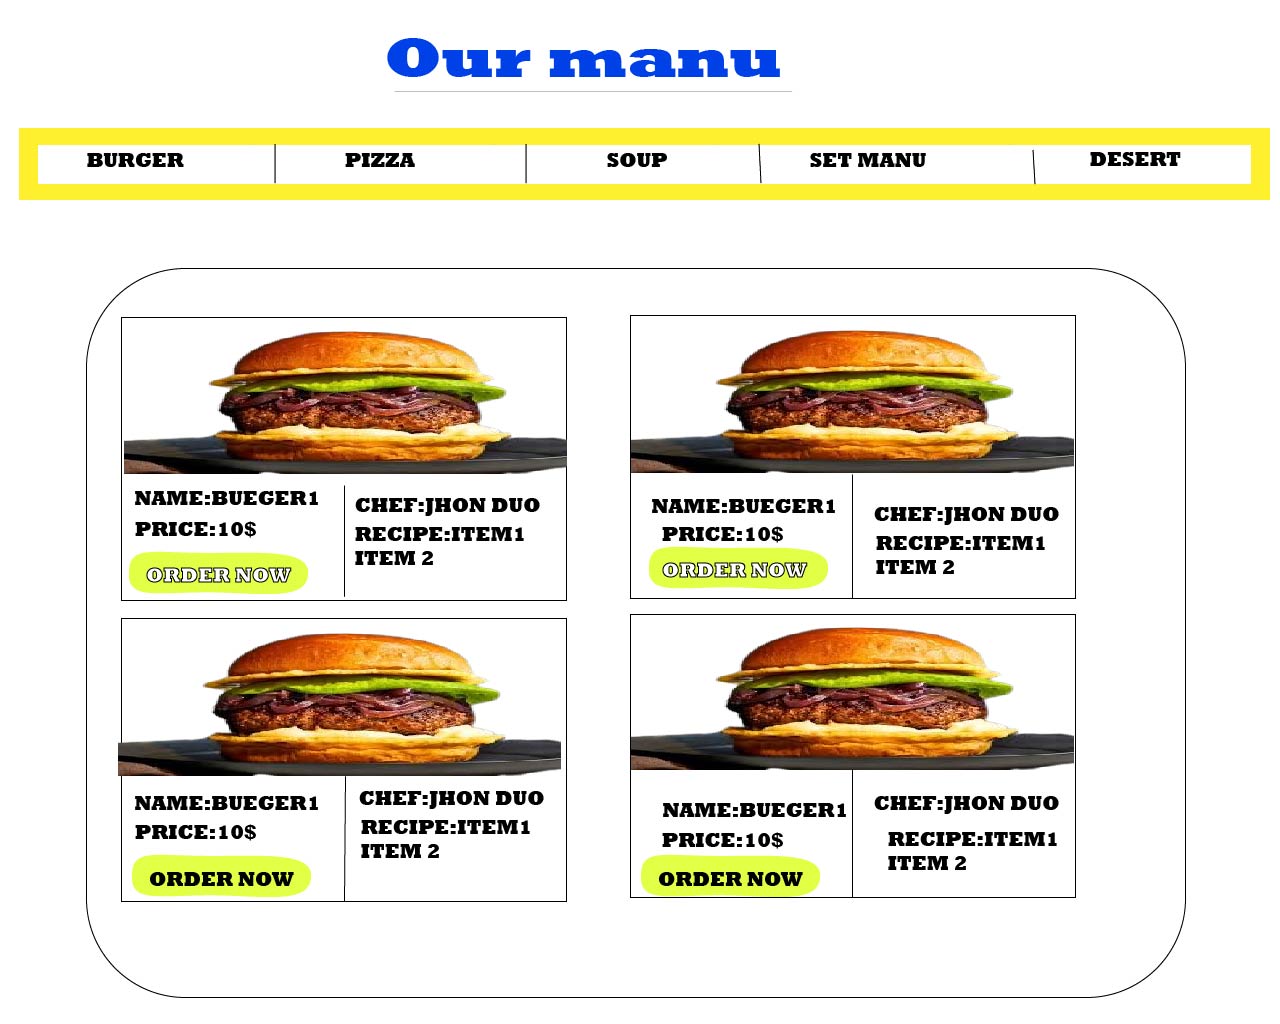 Our manu
BURGER
PIZZA
SOUP
SET MANU
DESERT
NAME:BUEGER1
PRICE:10$
ORDER NOW
CHEF:JHON DUO
RECIPE:ITEM1
ITEM 2
NAME:BUEGER1
PRICE:10$
ORDER NOW
CHEF:JHON DUO
RECIPE:ITEM1
ITEM 2
NAME:BUEGER1
PRICE:10$
ORDER NOW
CHEF:JHON DUO
RECIPE:ITEM1
ITEM 2
NAME:BUEGER1
PRICE:10$
ORDER NOW
CHEF:JHON DUO
RECIPE:ITEM1
ITEM 2